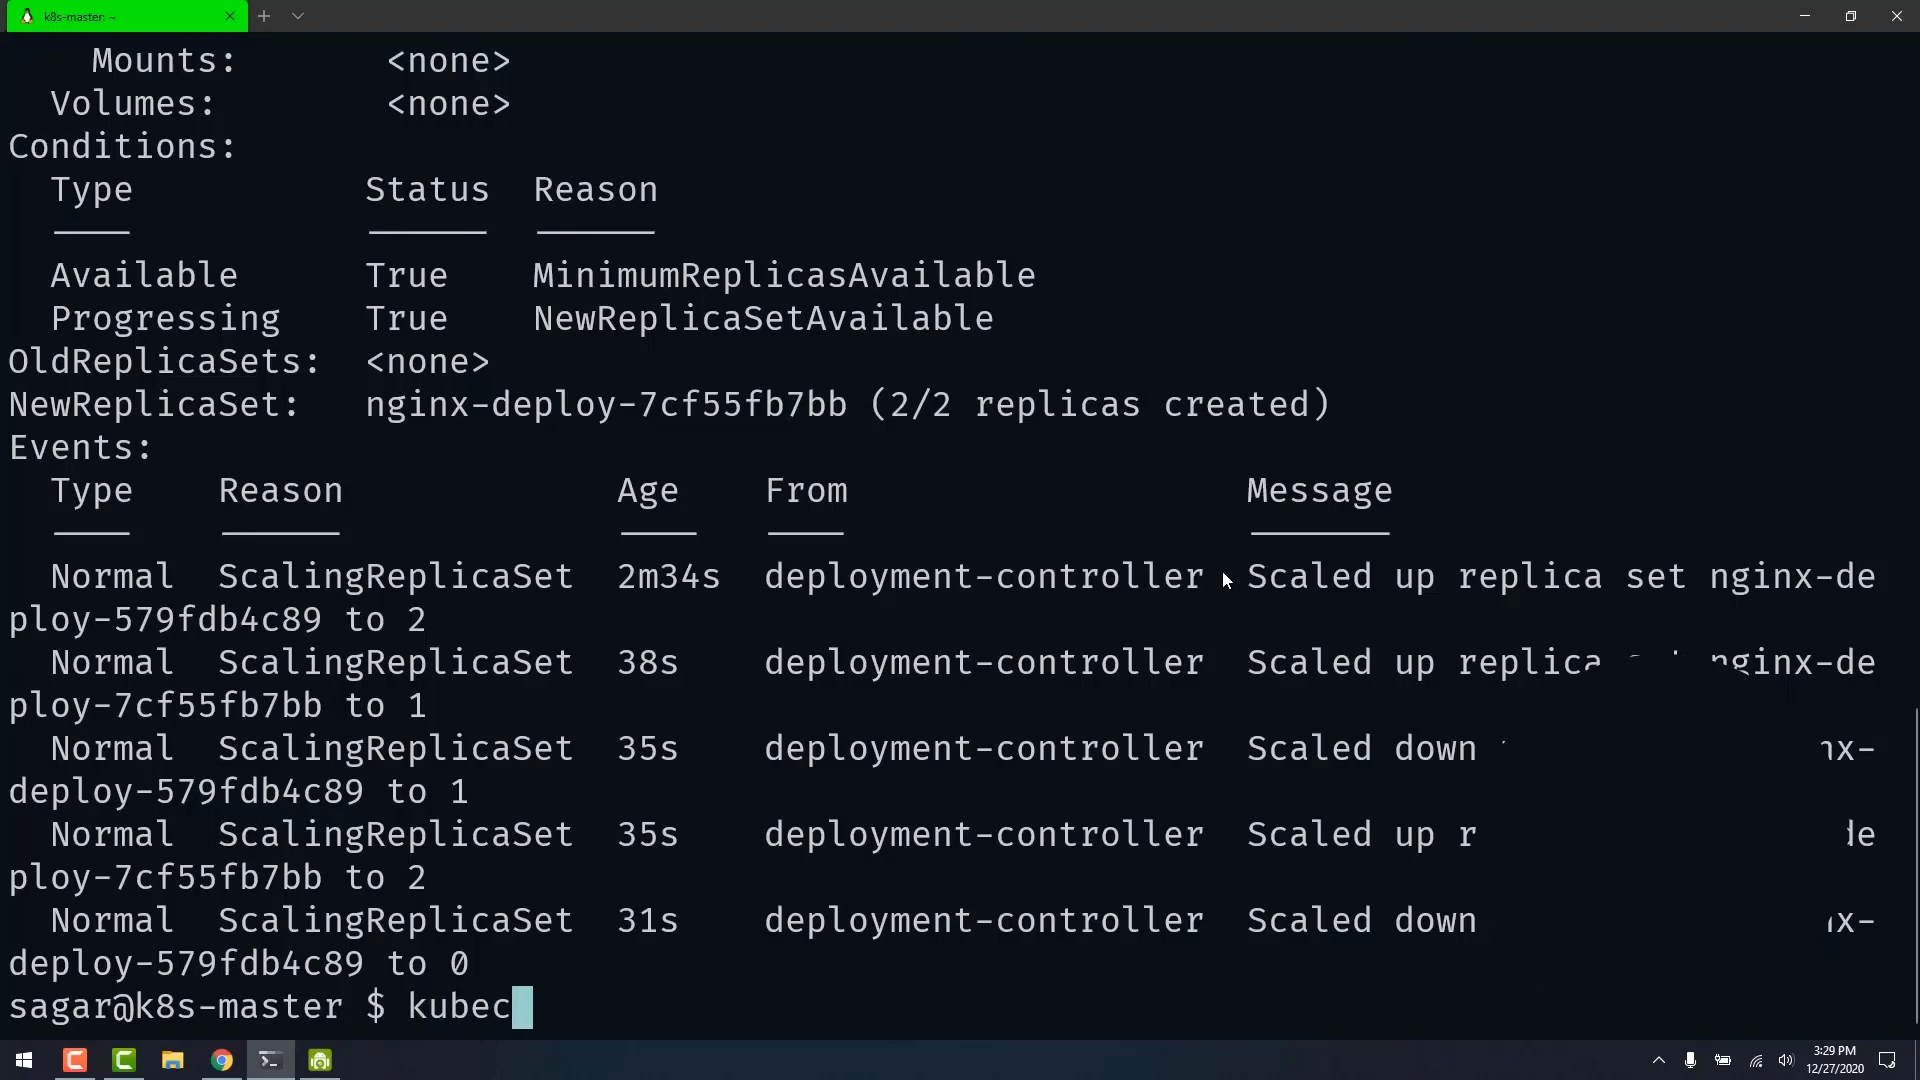 k8s-master: ~
Mounts: <none>
Volumes: <none>
Conditions:
Type Status Reason
---- ------ ------
Available True MinimumReplicasAvailable
Progressing True NewReplicaSetAvailable
OldReplicaSets: <none>
NewReplicaSet: nginx-deploy-7cf55fb7bb (2/2 replicas created)
Events:
Type Reason Age From Message
---- ------ ---- ---- -------
Normal ScalingReplicaSet 2m34s deployment-controller Scaled up replica set nginx-de
ploy-579fdb4c89 to 2
Normal ScalingReplicaSet 38s deployment-controller Scaled up replica nginx-de
ploy-7cf55fb7bb to 1
Normal ScalingReplicaSet 35s deployment-controller Scaled down
deploy-579fdb4c89 to 1
Normal ScalingReplicaSet 35s deployment-controller Scaled up
ploy-7cf55fb7bb to 2
Normal ScalingReplicaSet 31s deployment-controller Scaled down
deploy-579fdb4c89 to 0
sagar@k8s-master $ kubec
3:29 PM
12/27/2020